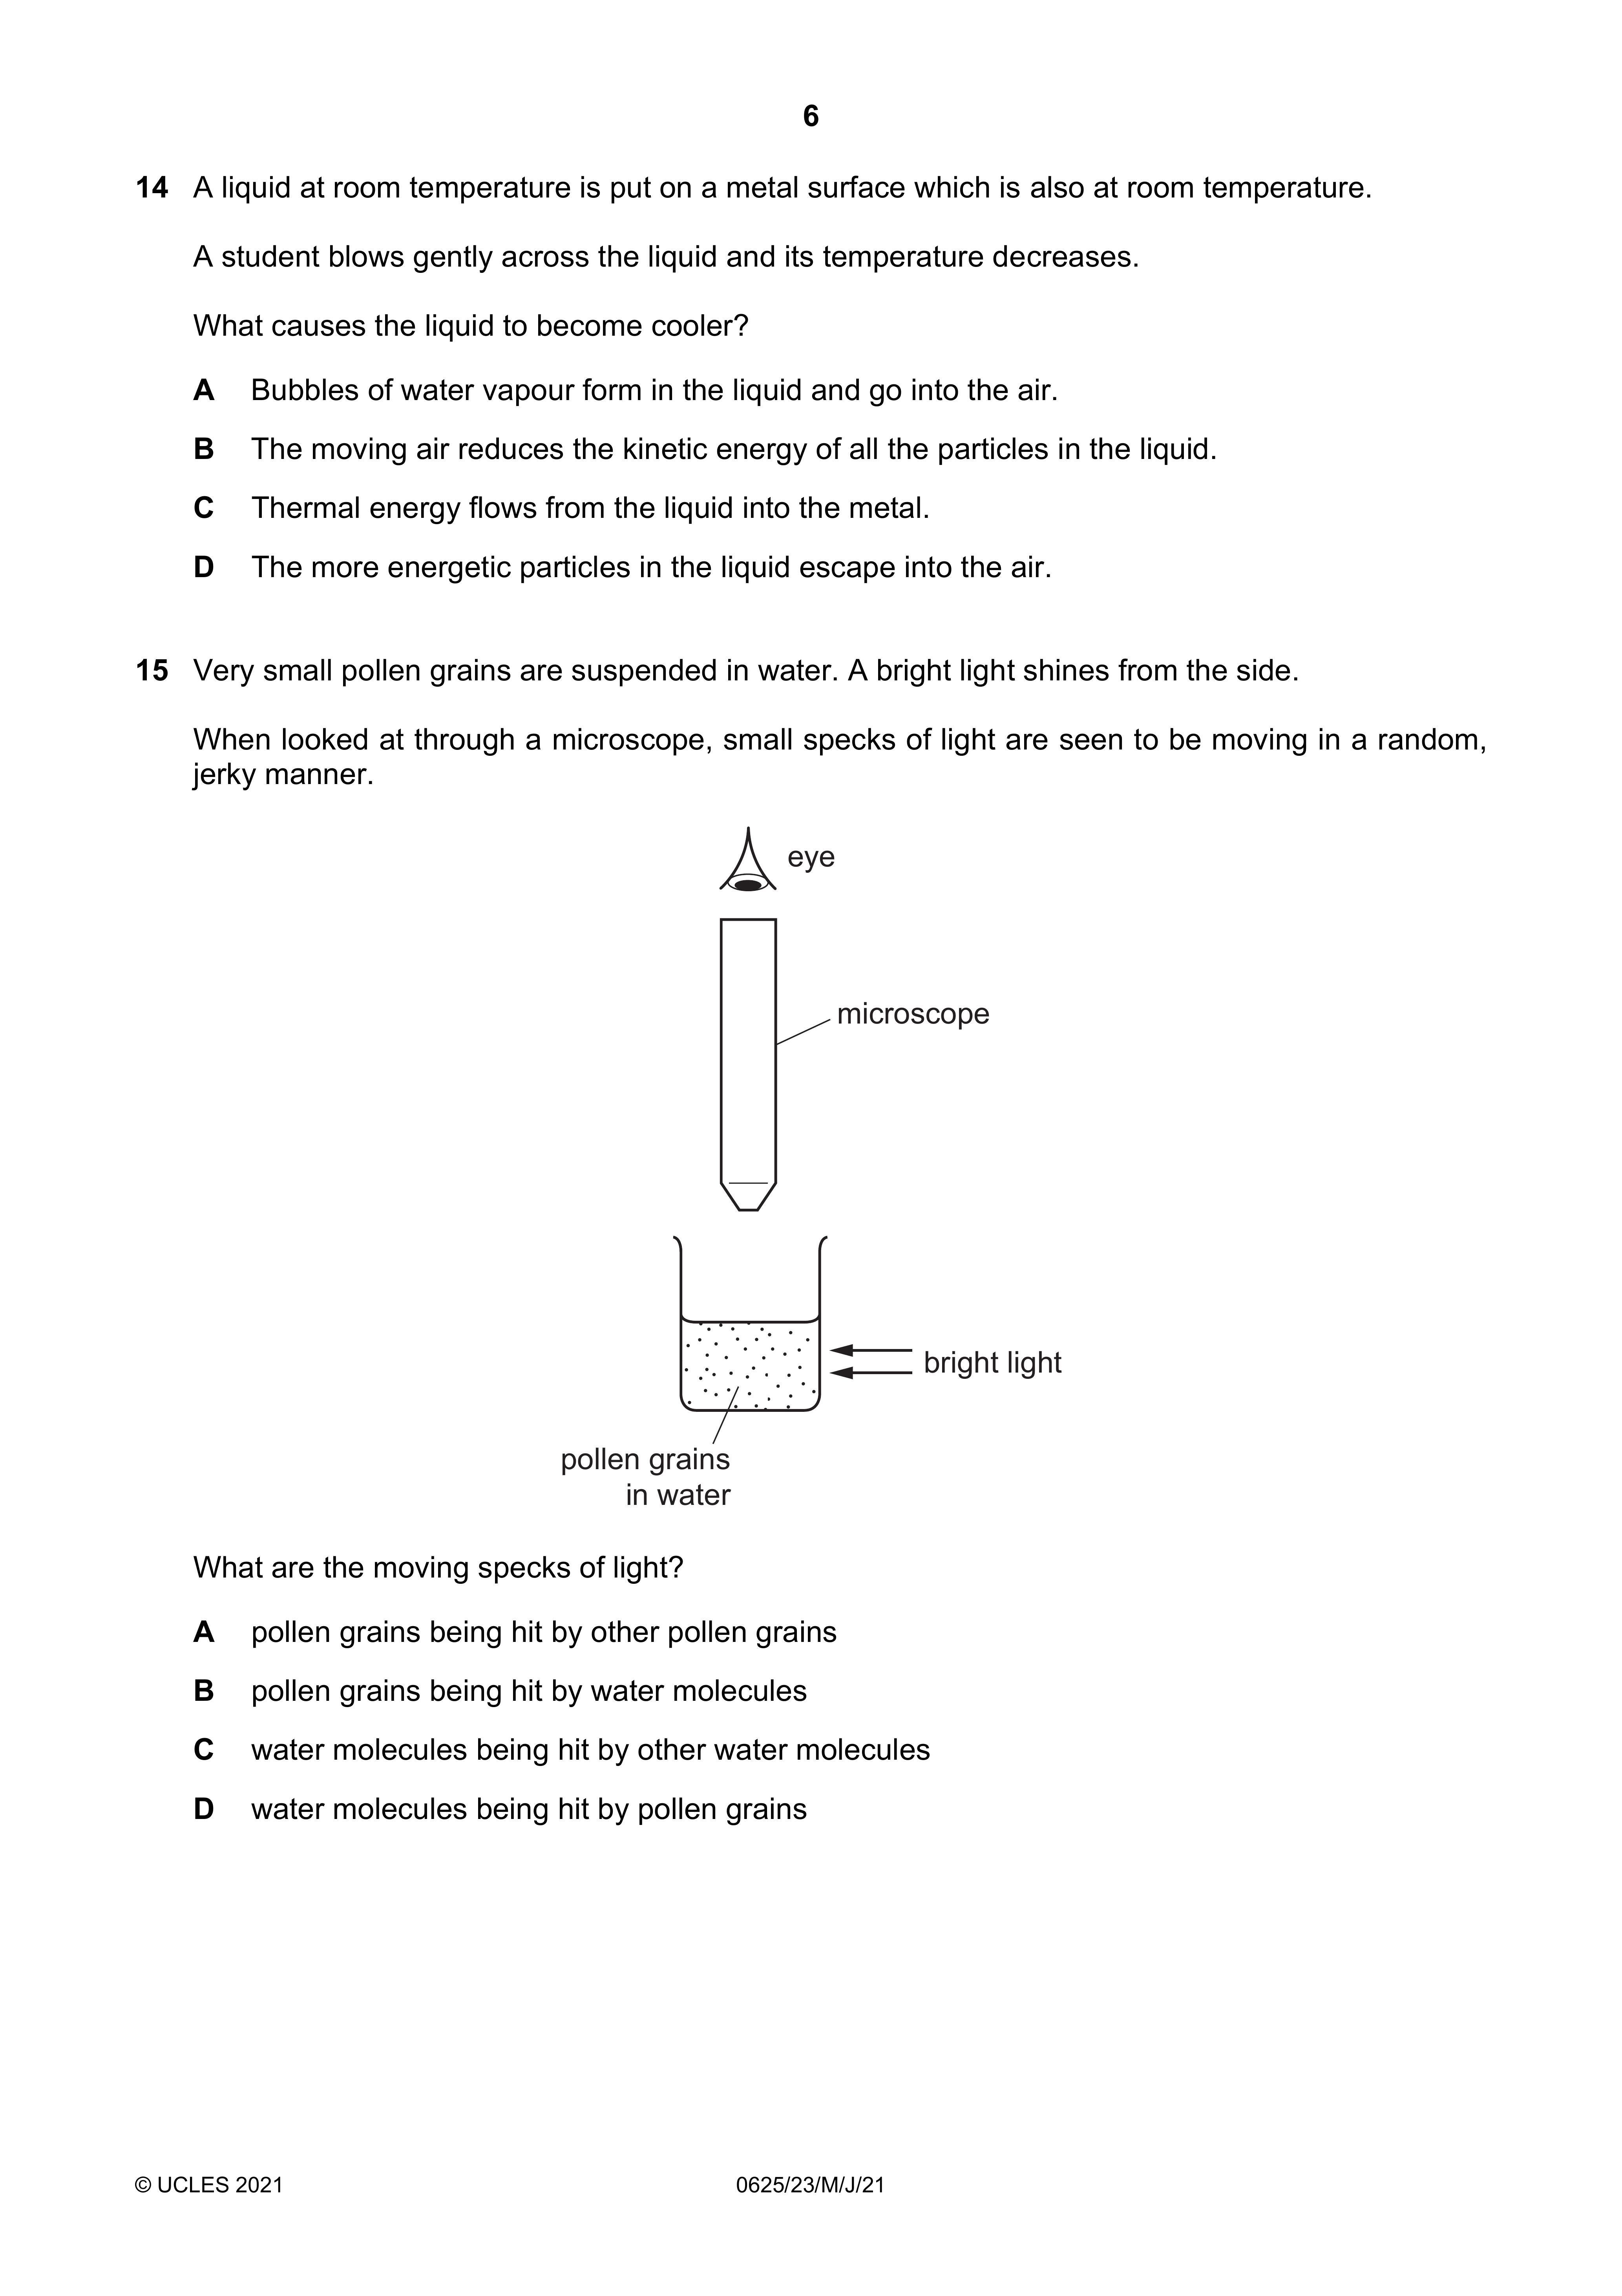 6
14 A liquid at room temperature is put on a metal surface which is also at room temperature.
A student blows gently across the liquid and its temperature decreases.
What causes the liquid to become cooler?
A Bubbles of water vapour form in the liquid and go into the air.
B The moving air reduces the kinetic energy of all the particles in the liquid.
C Thermal energy flows from the liquid into the metal.
D The more energetic particles in the liquid escape into the air.
15 Very small pollen grains are suspended in water. A bright light shines from the side.
When looked at through a microscope, small specks of light are seen to be moving in a random,
jerky manner.
eye
microscope
bright light
pollen grains
in water
What are the moving specks of light?
A pollen grains being hit by other pollen grains
B pollen grains being hit by water molecules
C water molecules being hit by other water molecules
D water molecules being hit by pollen grains
© UCLES 2021
0625/23/M/J/21